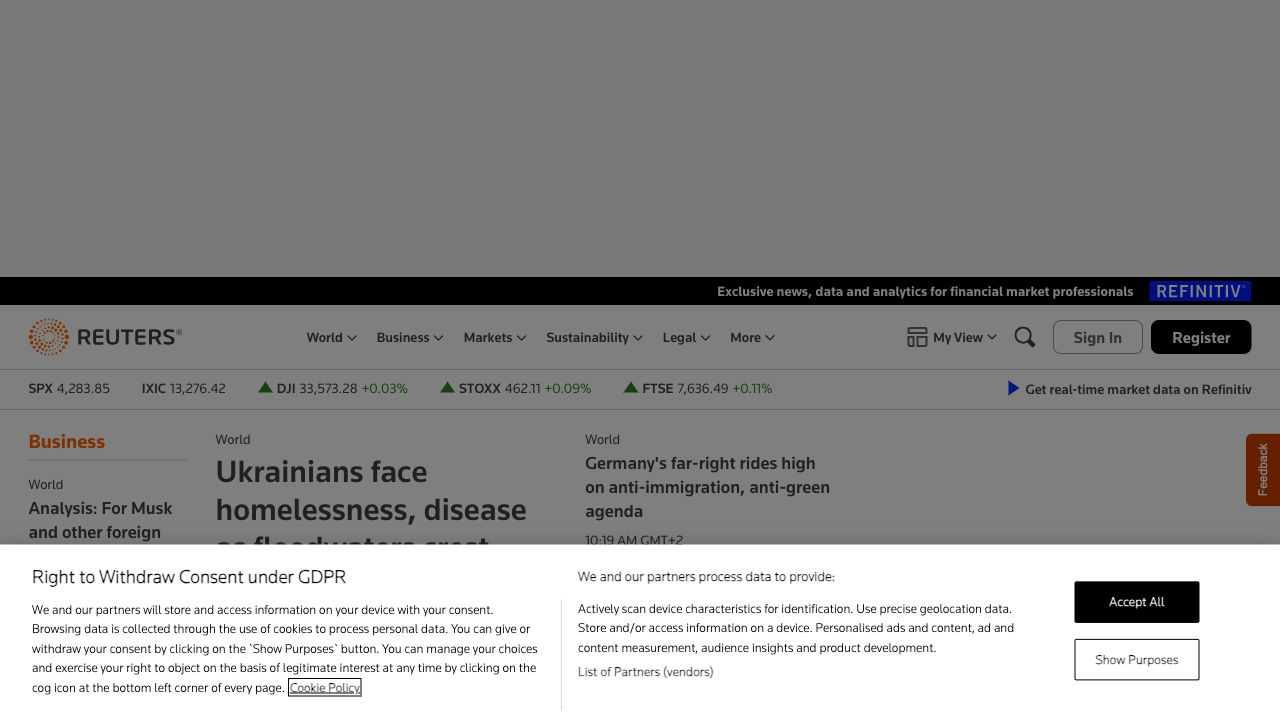 Exclusive news, data and analytics for financial market professionals REFINITIV
REUTERS®
World Business Markets Sustainability Legal More
My View Sign In Register
SPX 4,283.85 IXIC 13,276.42 DJI 33,573.28 +0.03% STOXX 462.11 +0.09% FTSE 7,636.49 +0.11%
Get real-time market data on Refinitiv
Business
World
Analysis: For Musk
and other foreign
World
Ukrainians face
homelessness, disease
as floodwaters crest
World
Germany's far-right rides high
on anti-immigration, anti-green
agenda
10:19 AM GMT+2
Feedback
Right to Withdraw Consent under GDPR
We and our partners will store and access information on your device with your consent.
Browsing data is collected through the use of cookies to process personal data. You can give or
withdraw your consent by clicking on the `Show Purposes` button. You can manage your choices
and exercise your right to object on the basis of legitimate interest at any time by clicking on the
cog icon at the bottom left corner of every page. Cookie Policy
We and our partners process data to provide:
Actively scan device characteristics for identification. Use precise geolocation data.
Store and/or access information on a device. Personalised ads and content, ad and
content measurement, audience insights and product development.
List of Partners (vendors)
Accept All
Show Purposes